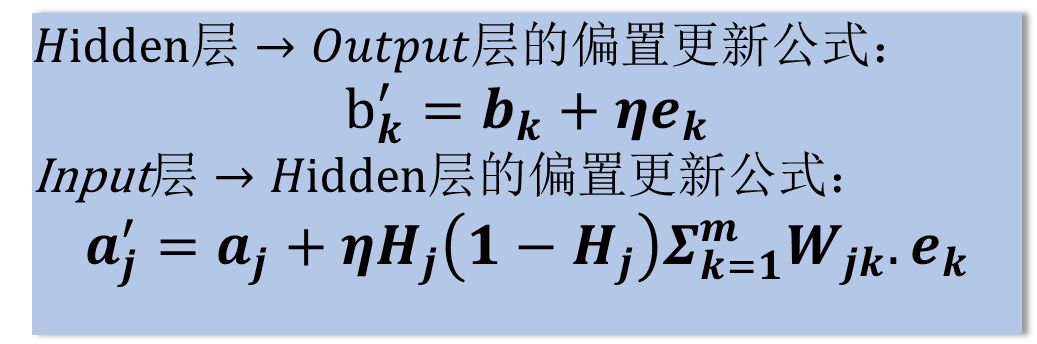 Hidden层 → Output层的偏置更新公式：
b′ₖ = bₖ + ηeₖ
Input层 → Hidden层的偏置更新公式：
a′ⱼ = aⱼ + ηHⱼ(1 − Hⱼ)Σᵐₖ₌₁Wⱼₖ.eₖ